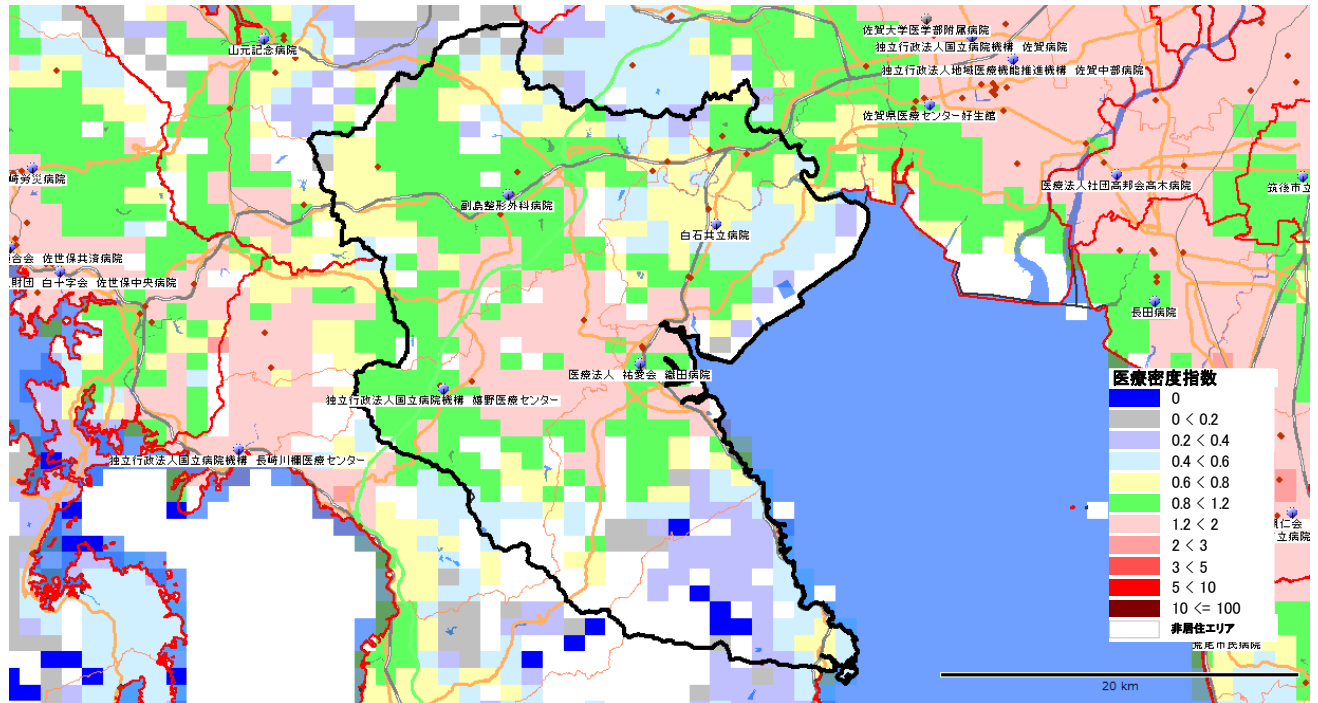 佐賀大学医学部附属病院
山元記念病院
独立行政法人国立病院機構 佐賀病院
独立行政法人地域医療機能推進機構 佐賀中部病院
佐賀県医療センター好生館
崎労災病院
医療法人社団高邦会高木病院
筑後市立
副島整形外科病院
白石共立病院
合会 佐世保共済病院
財団 白十字会 佐世保中央病院
長田病院
医療法人 祐愛会 織田病院
独立行政法人国立病院機構 嬉野医療センター
独立行政法人国立病院機構 長崎川棚医療センター
医療密度指数
0
0 < 0.2
0.2 < 0.4
0.4 < 0.6
0.6 < 0.8
0.8 < 1.2
1.2 < 2
2 < 3
3 < 5
5 < 10
10 <= 100
非居住エリア
仁会
立病院
荒尾市民病院
20 km